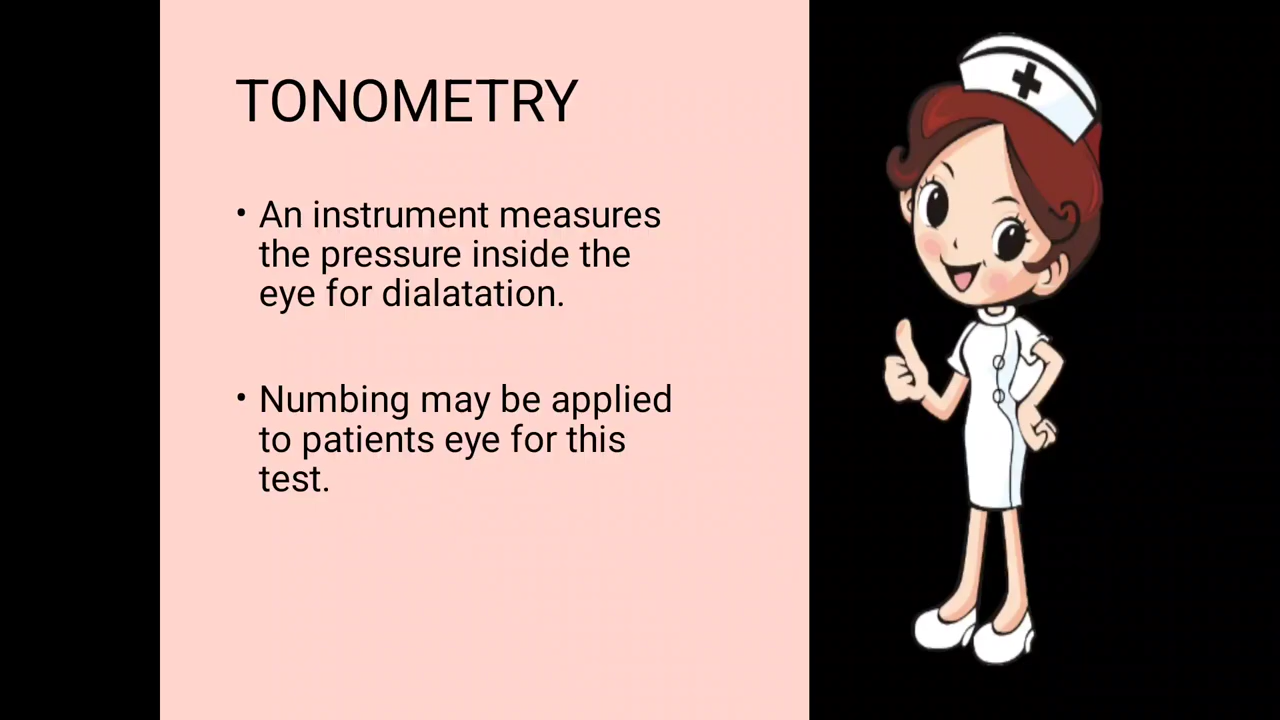 TONOMETRY
• An instrument measures
the pressure inside the
eye for dialatation.
• Numbing may be applied
to patients eye for this
test.